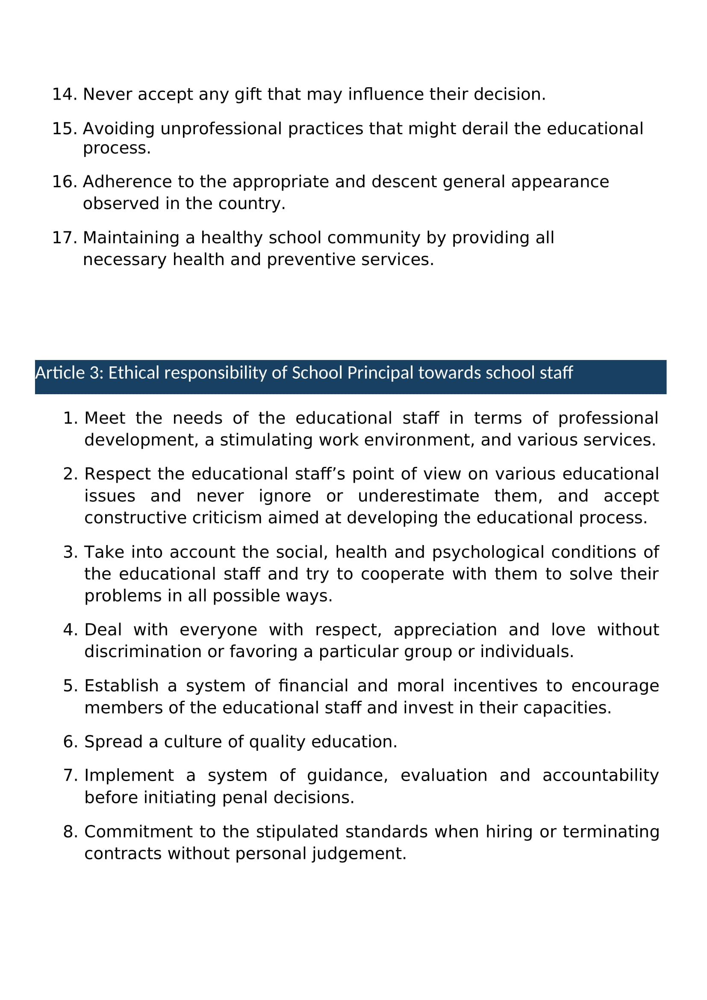 14. Never accept any gift that may influence their decision.
15. Avoiding unprofessional practices that might derail the educational
process.
16. Adherence to the appropriate and descent general appearance
observed in the country.
17. Maintaining a healthy school community by providing all
necessary health and preventive services.
Article 3: Ethical responsibility of School Principal towards school staff
1. Meet the needs of the educational staff in terms of professional
development, a stimulating work environment, and various services.
2. Respect the educational staff’s point of view on various educational
issues and never ignore or underestimate them, and accept
constructive criticism aimed at developing the educational process.
3. Take into account the social, health and psychological conditions of
the educational staff and try to cooperate with them to solve their
problems in all possible ways.
4. Deal with everyone with respect, appreciation and love without
discrimination or favoring a particular group or individuals.
5. Establish a system of financial and moral incentives to encourage
members of the educational staff and invest in their capacities.
6. Spread a culture of quality education.
7. Implement a system of guidance, evaluation and accountability
before initiating penal decisions.
8. Commitment to the stipulated standards when hiring or terminating
contracts without personal judgement.